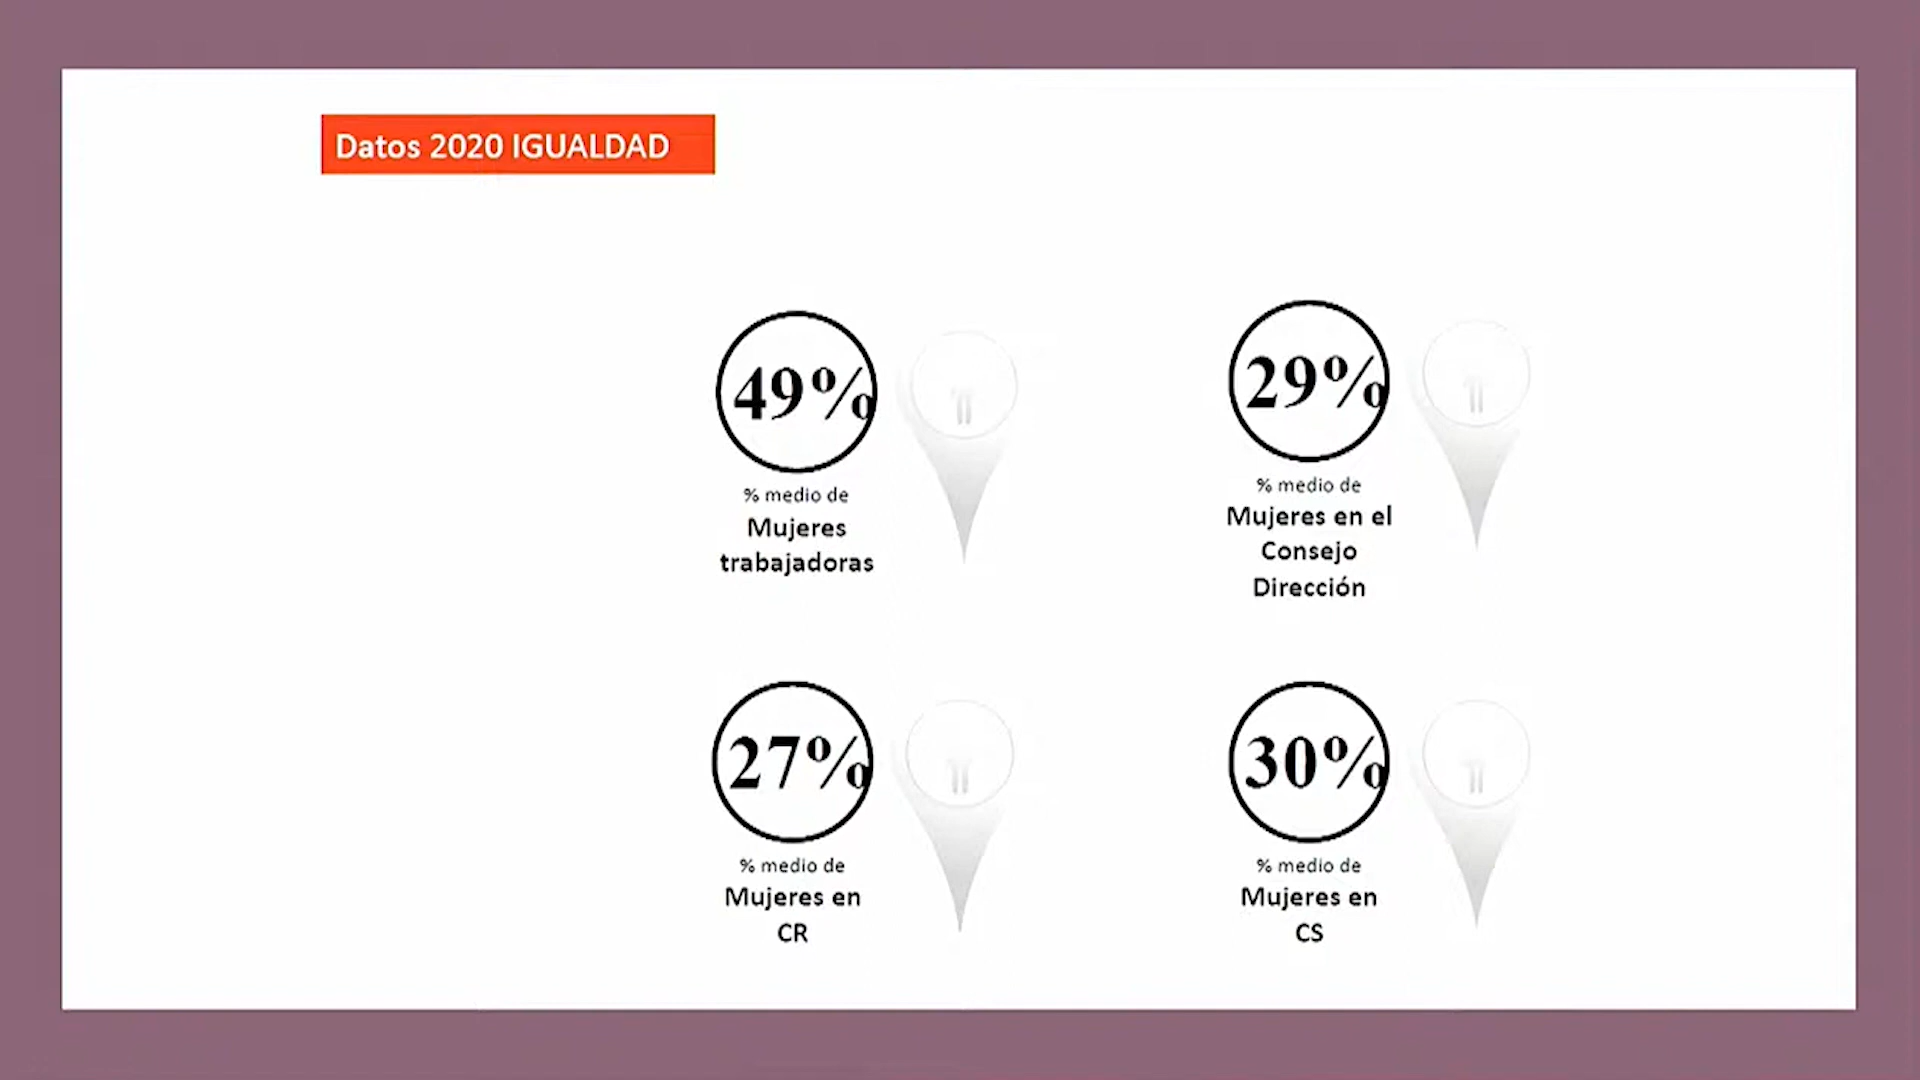 Datos 2020 IGUALDAD
49%
% medio de
Mujeres
trabajadoras
29%
% medio de
Mujeres en el
Consejo
Dirección
27%
% medio de
Mujeres en
CR
30%
% medio de
Mujeres en
CS